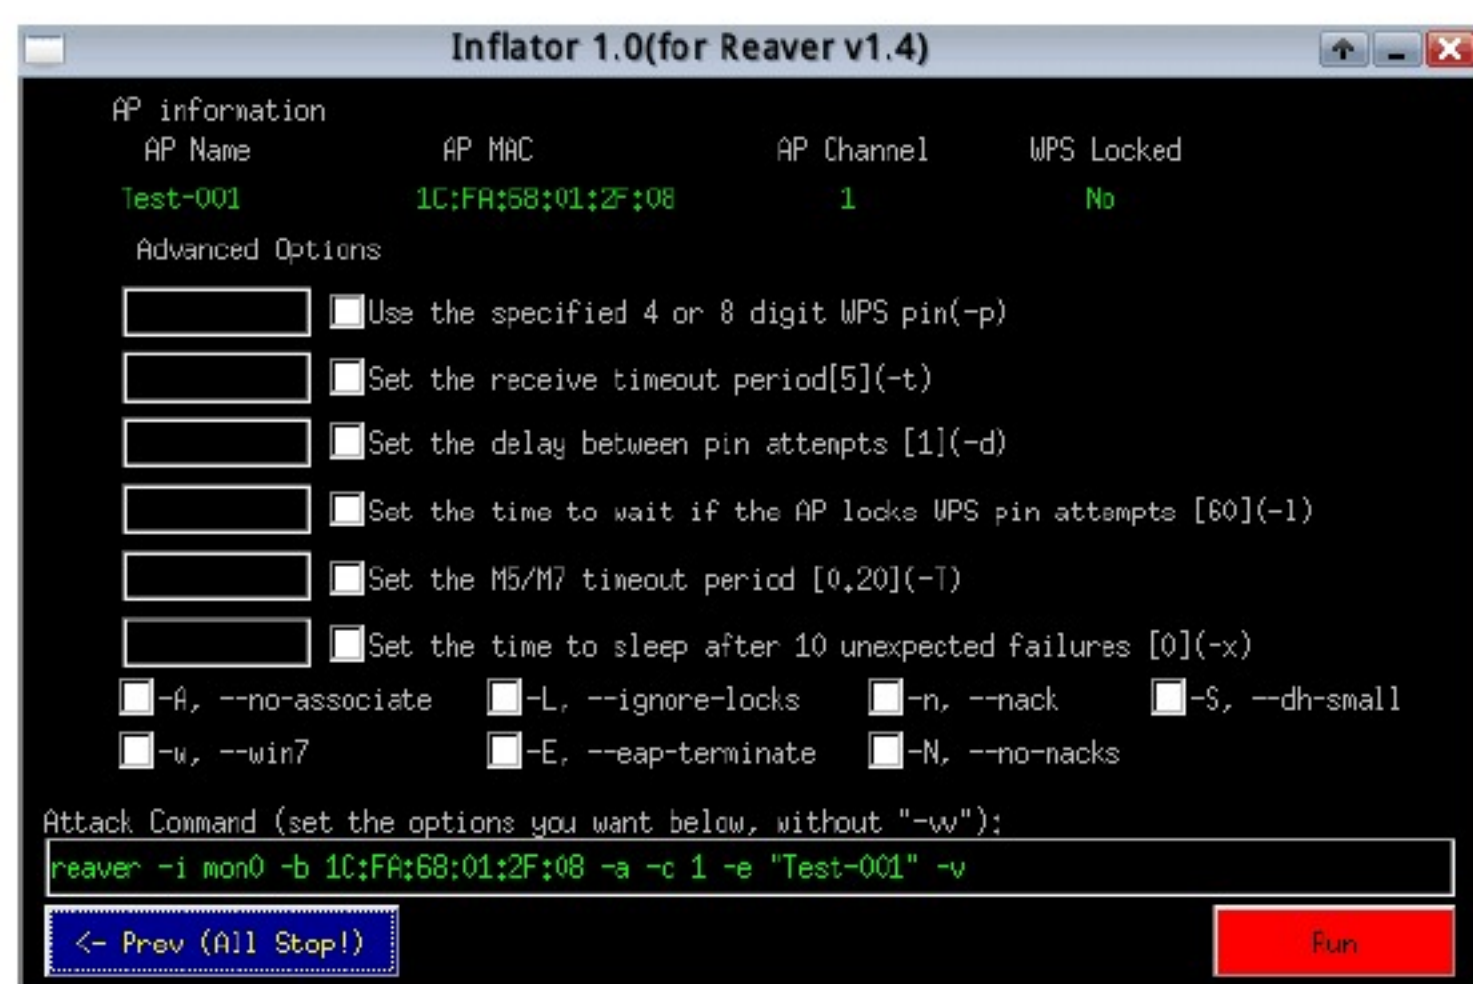 Inflator 1.0(for Reaver v1.4)
AP information
AP Name AP MAC AP Channel WPS Locked
Test-001 1C:FA:68:01:2F:08 1 No
Advanced Options
Use the specified 4 or 8 digit WPS pin(-p)
Set the receive timeout period[5](-t)
Set the delay between pin attempts [1](-d)
Set the time to wait if the AP locks WPS pin attempts [60](-l)
Set the M5/M7 timeout period [0.20](-T)
Set the time to sleep after 10 unexpected failures [0](-x)
-A, --no-associate -L, --ignore-locks -n, --nack -S, --dh-small
-w, --win7 -E, --eap-terminate -N, --no-nacks
Attack Command (set the options you want below, without "-vv"):
reaver -i mon0 -b 1C:FA:68:01:2F:08 -a -c 1 -e "Test-001" -v
<- Prev (All Stop!) Run